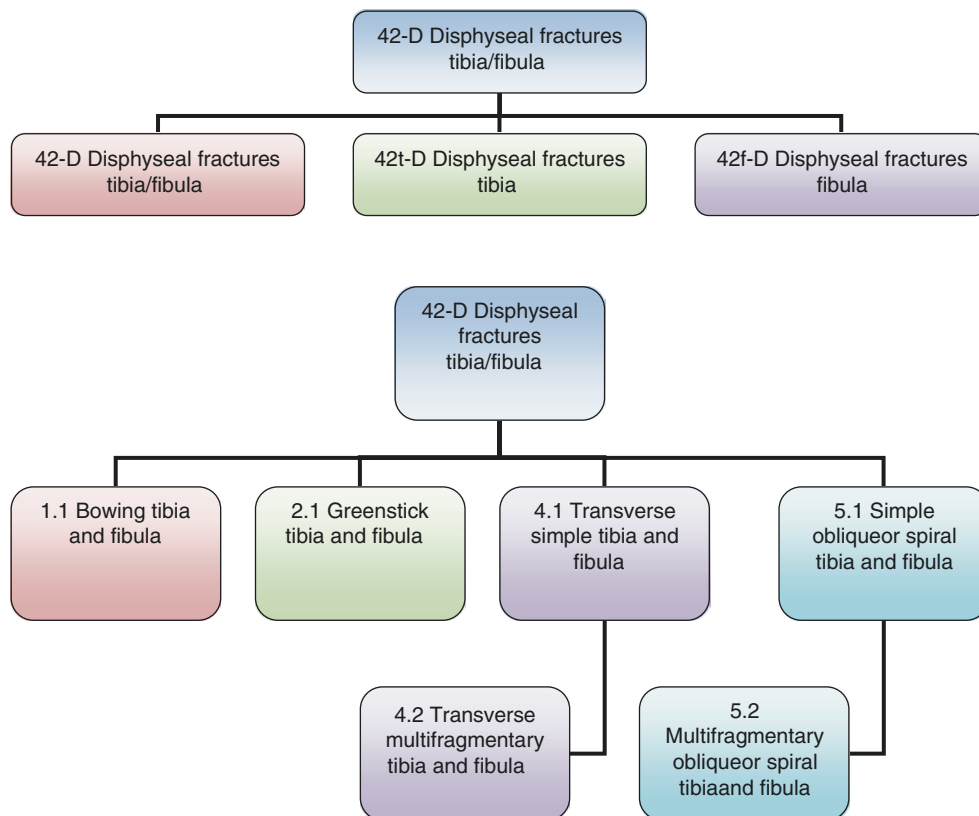 42-D Disphyseal fractures
tibia/fibula
42-D Disphyseal fractures
tibia/fibula
42t-D Disphyseal fractures
tibia
42f-D Disphyseal fractures
fibula
42-D Disphyseal
fractures
tibia/fibula
1.1 Bowing tibia
and fibula
2.1 Greenstick
tibia and fibula
4.1 Transverse
simple tibia and
fibula
5.1 Simple
obliqueor spiral
tibia and fibula
4.2 Transverse
multifragmentary
tibia and fibula
5.2
Multifragmentary
obliqueor spiral
tibiaand fibula